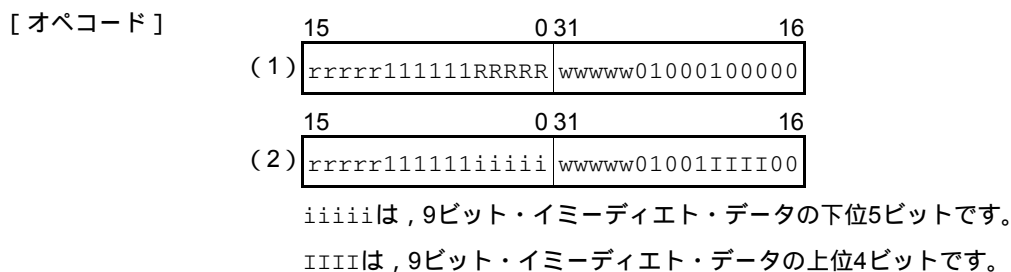 [オペコード]
15 0 31 16
(1) rrrrr111111RRRRR wwwww01000100000
15 0 31 16
(2) rrrrr111111iiiii wwwww01001IIII00
iiiiiは,9ビット・イミーディエト・データの下位5ビットです。
IIIIは,9ビット・イミーディエト・データの上位4ビットです。